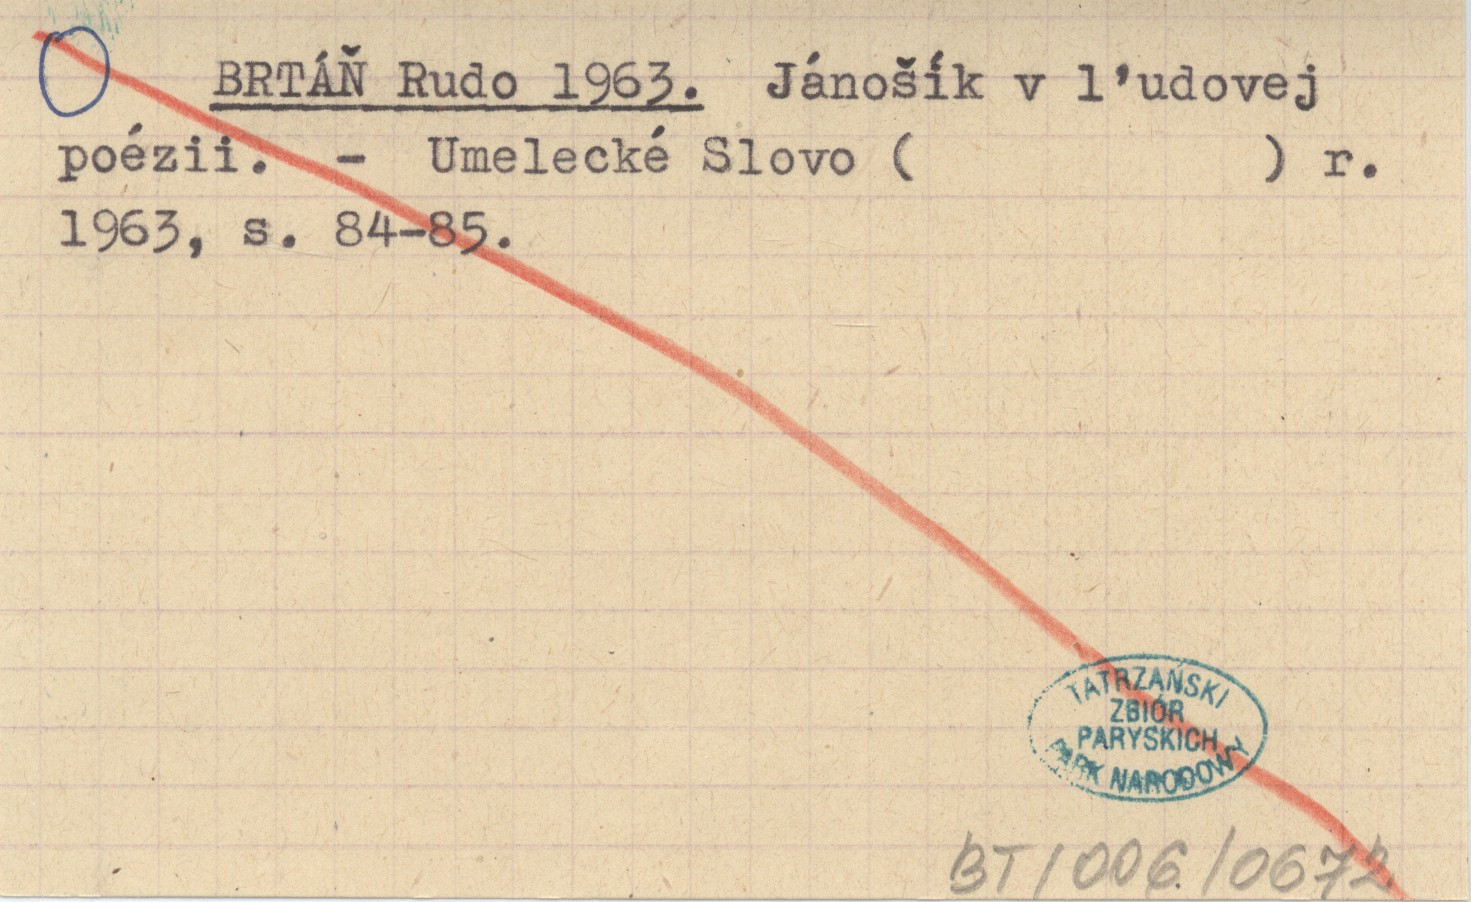 BRTÁŇ Rudo 1963. Jánošík v l'udovej
poézii. - Umelecké Slovo ( ) r.
1963, s. 84-85.
TATRZAŃSKI
ZBIÓR
PARYSKICH
PARK NARODOWY
BT/006/0672